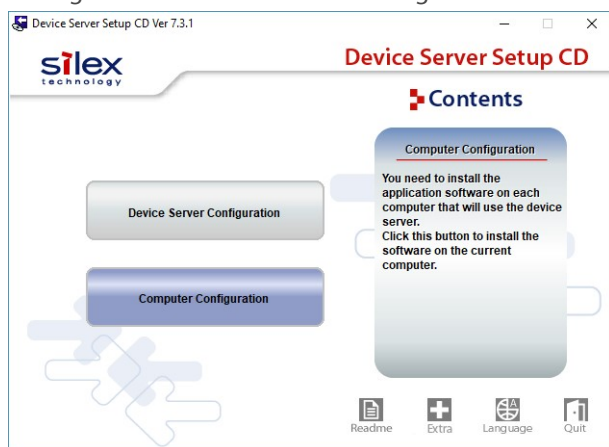 Device Server Setup CD Ver 7.3.1
silex
technology
Device Server Setup CD
Contents
Device Server Configuration
Computer Configuration
Computer Configuration
You need to install the
application software on each
computer that will use the device
server.
Click this button to install the
software on the current
computer.
Readme
Extra
Language
Quit